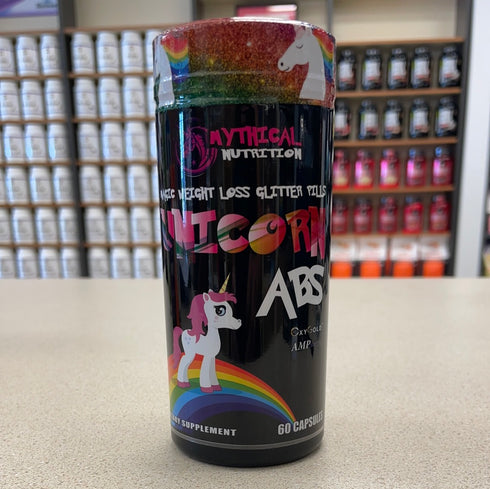 MYTHICAL
NUTRITION
MAGIC WEIGHT LOSS GLITTER PILLS
UNICORN
ABS
OXYGOLD
AMP
DIETARY SUPPLEMENT
60 CAPSULES